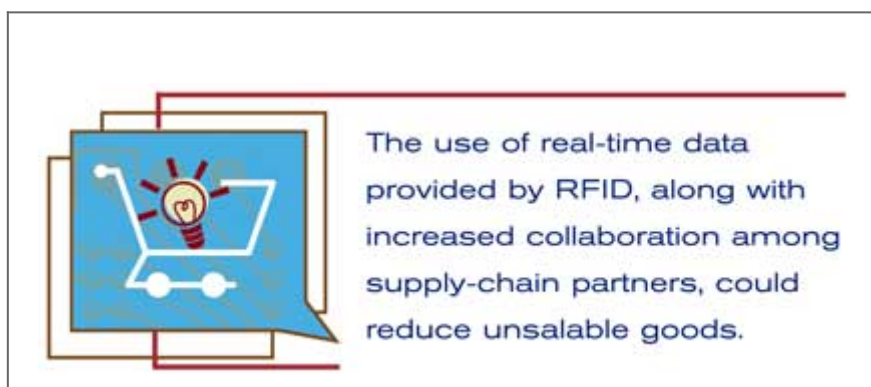 The use of real-time data
provided by RFID, along with
increased collaboration among
supply-chain partners, could
reduce unsalable goods.